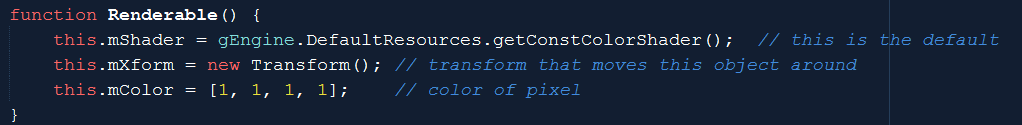 function Renderable() {
    this.mShader = gEngine.DefaultResources.getConstColorShader();  // this is the default
    this.mXform = new Transform(); // transform that moves this object around
    this.mColor = [1, 1, 1, 1];    // color of pixel
}